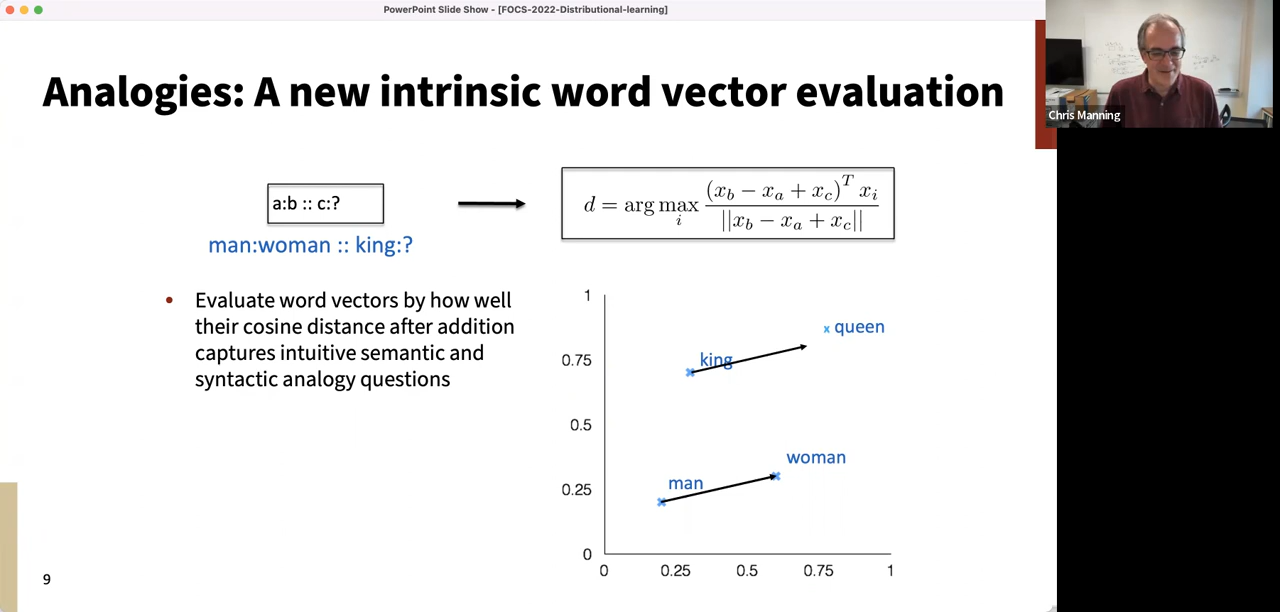 PowerPoint Slide Show - [FOCS-2022-Distributional-learning]
Analogies: A new intrinsic word vector evaluation
Chris Manning
a:b :: c:?
d = arg max_i (x_b − x_a + x_c)^T x_i / ||x_b − x_a + x_c||
man:woman :: king:?
• Evaluate word vectors by how well
their cosine distance after addition
captures intuitive semantic and
syntactic analogy questions
1
0.75
0.5
0.25
0
0 0.25 0.5 0.75 1
king
queen
man
woman
9